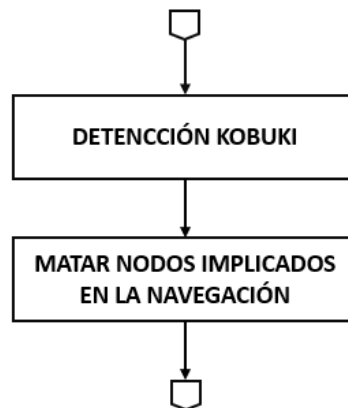 DETENCCIÓN KOBUKI
MATAR NODOS IMPLICADOS
EN LA NAVEGACIÓN